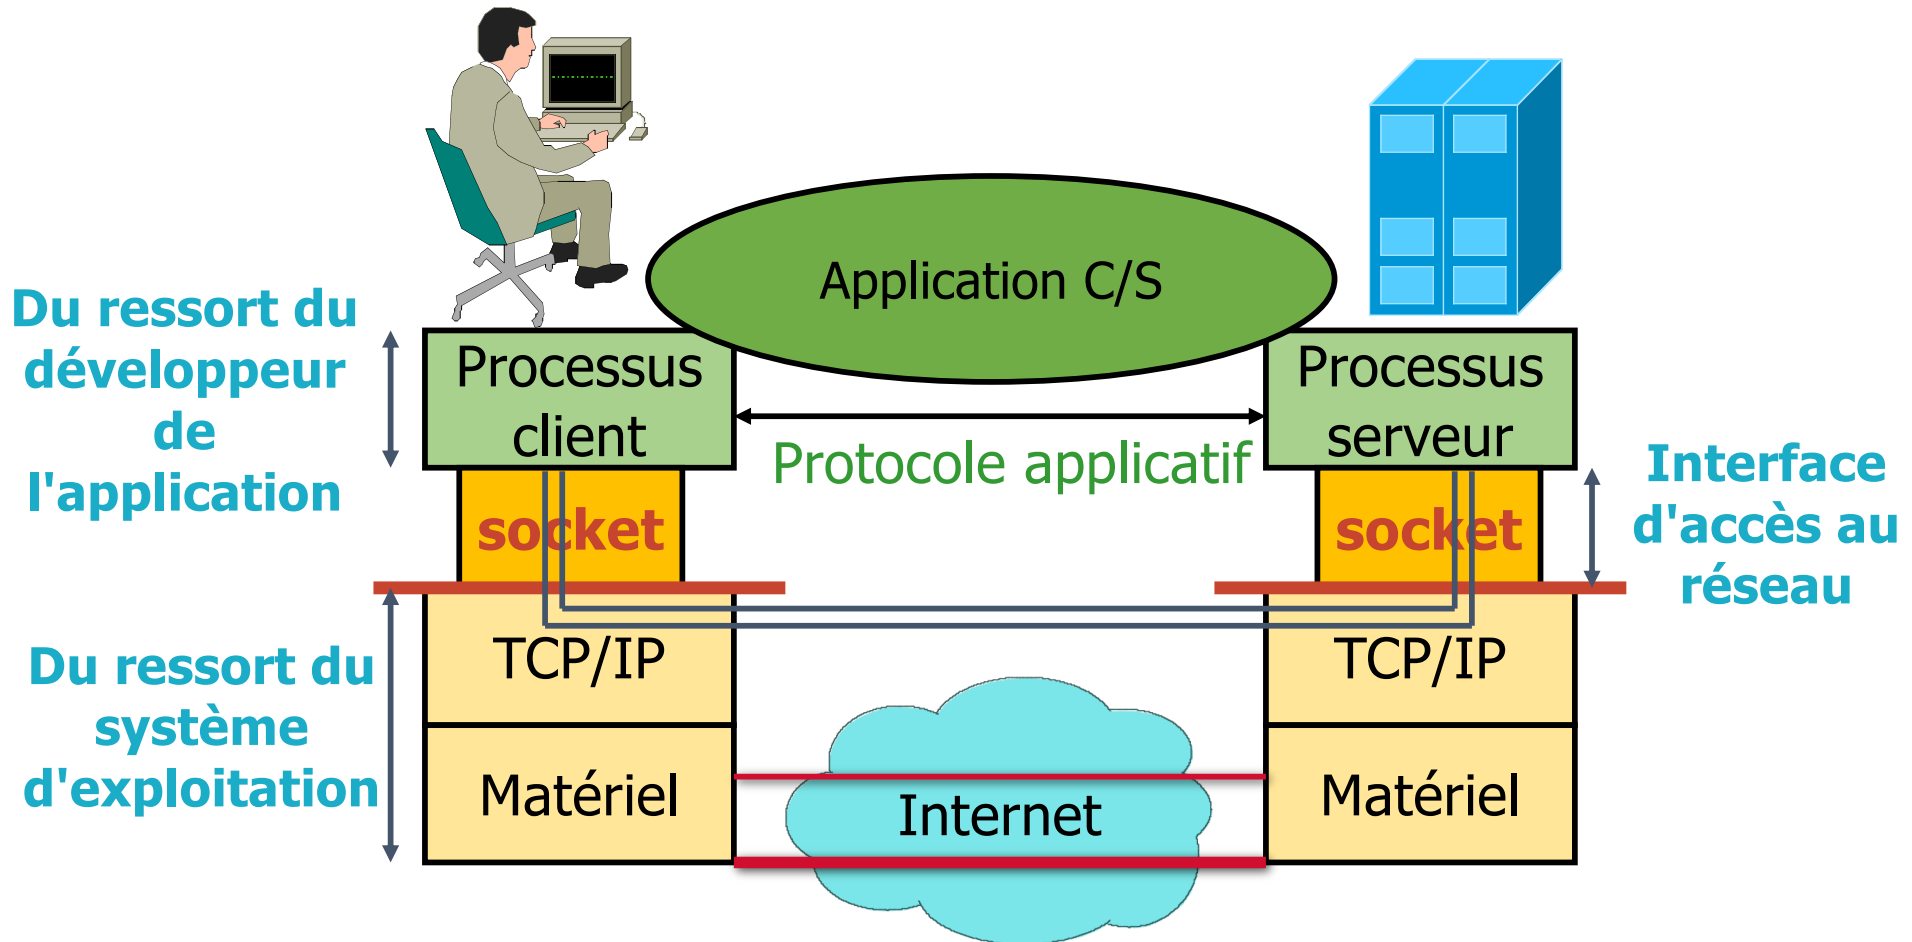 Application C/S
Du ressort du
développeur
de
l'application
Processus
client
Protocole applicatif
Processus
serveur
socket
socket
Interface
d'accès au
réseau
Du ressort du
système
d'exploitation
TCP/IP
TCP/IP
Matériel
Internet
Matériel